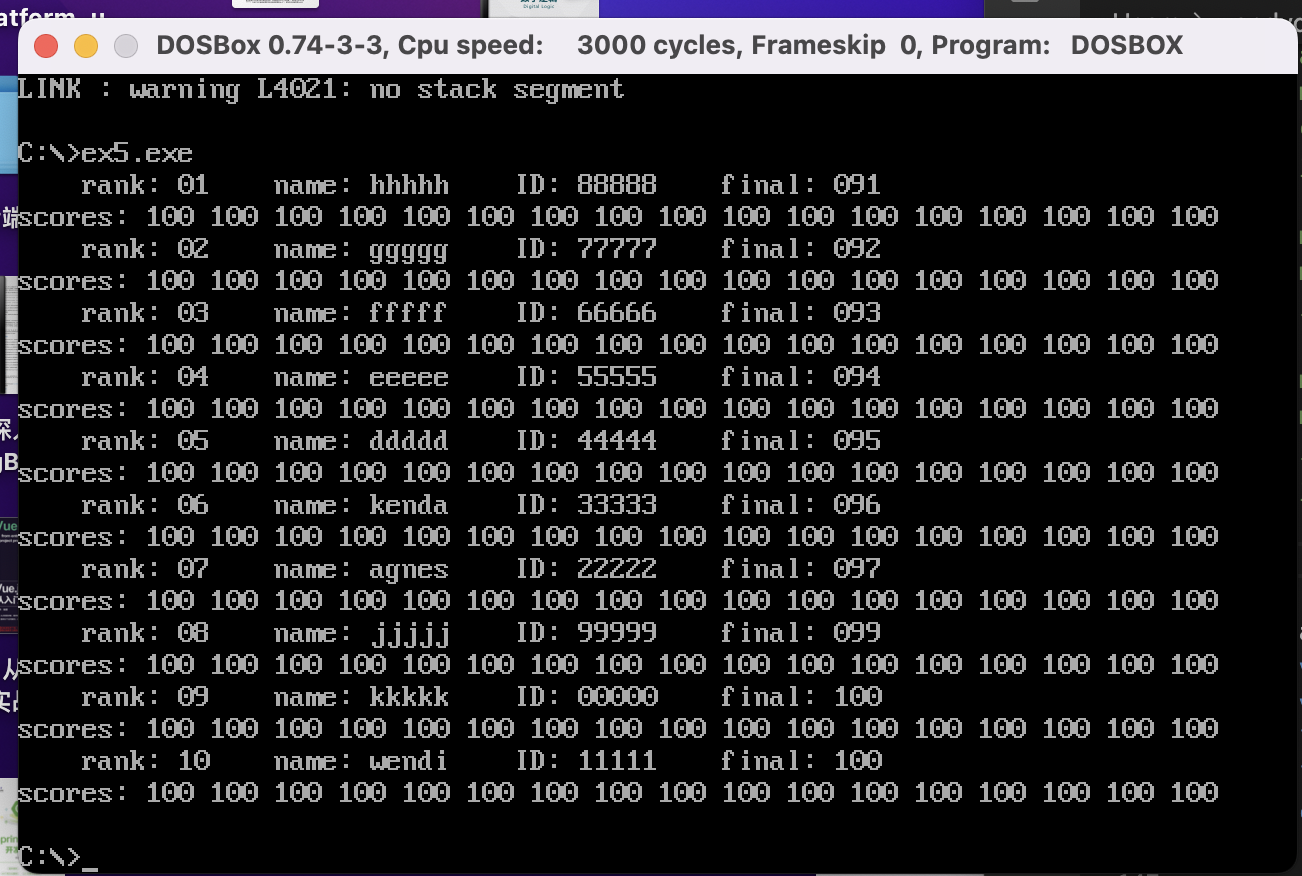 DOSBox 0.74-3-3, Cpu speed: 3000 cycles, Frameskip 0, Program: DOSBOX
LINK : warning L4021: no stack segment
C:\>ex5.exe
rank: 01 name: hhhhh ID: 88888 final: 091
scores: 100 100 100 100 100 100 100 100 100 100 100 100 100 100 100 100 100
rank: 02 name: ggggg ID: 77777 final: 092
scores: 100 100 100 100 100 100 100 100 100 100 100 100 100 100 100 100 100
rank: 03 name: fffff ID: 66666 final: 093
scores: 100 100 100 100 100 100 100 100 100 100 100 100 100 100 100 100 100
rank: 04 name: eeeee ID: 55555 final: 094
scores: 100 100 100 100 100 100 100 100 100 100 100 100 100 100 100 100 100
rank: 05 name: ddddd ID: 44444 final: 095
scores: 100 100 100 100 100 100 100 100 100 100 100 100 100 100 100 100 100
rank: 06 name: kenda ID: 33333 final: 096
scores: 100 100 100 100 100 100 100 100 100 100 100 100 100 100 100 100 100
rank: 07 name: agnes ID: 22222 final: 097
scores: 100 100 100 100 100 100 100 100 100 100 100 100 100 100 100 100 100
rank: 08 name: jjjjj ID: 99999 final: 099
scores: 100 100 100 100 100 100 100 100 100 100 100 100 100 100 100 100 100
rank: 09 name: kkkkk ID: 00000 final: 100
scores: 100 100 100 100 100 100 100 100 100 100 100 100 100 100 100 100 100
rank: 10 name: wendi ID: 11111 final: 100
scores: 100 100 100 100 100 100 100 100 100 100 100 100 100 100 100 100 100
C:\>_